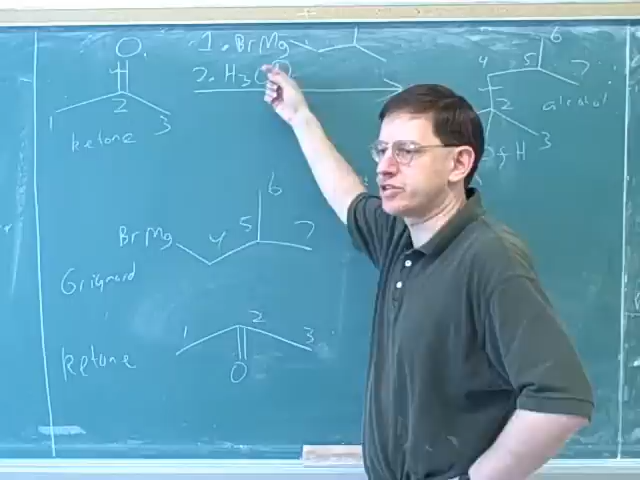 O
1. BrMg
2. H3O
1 2 3
ketone
4 5 6 7
2 3
alcohol
OH
BrMg 4 5 6 7
Grignard
1 2 3
ketone
O